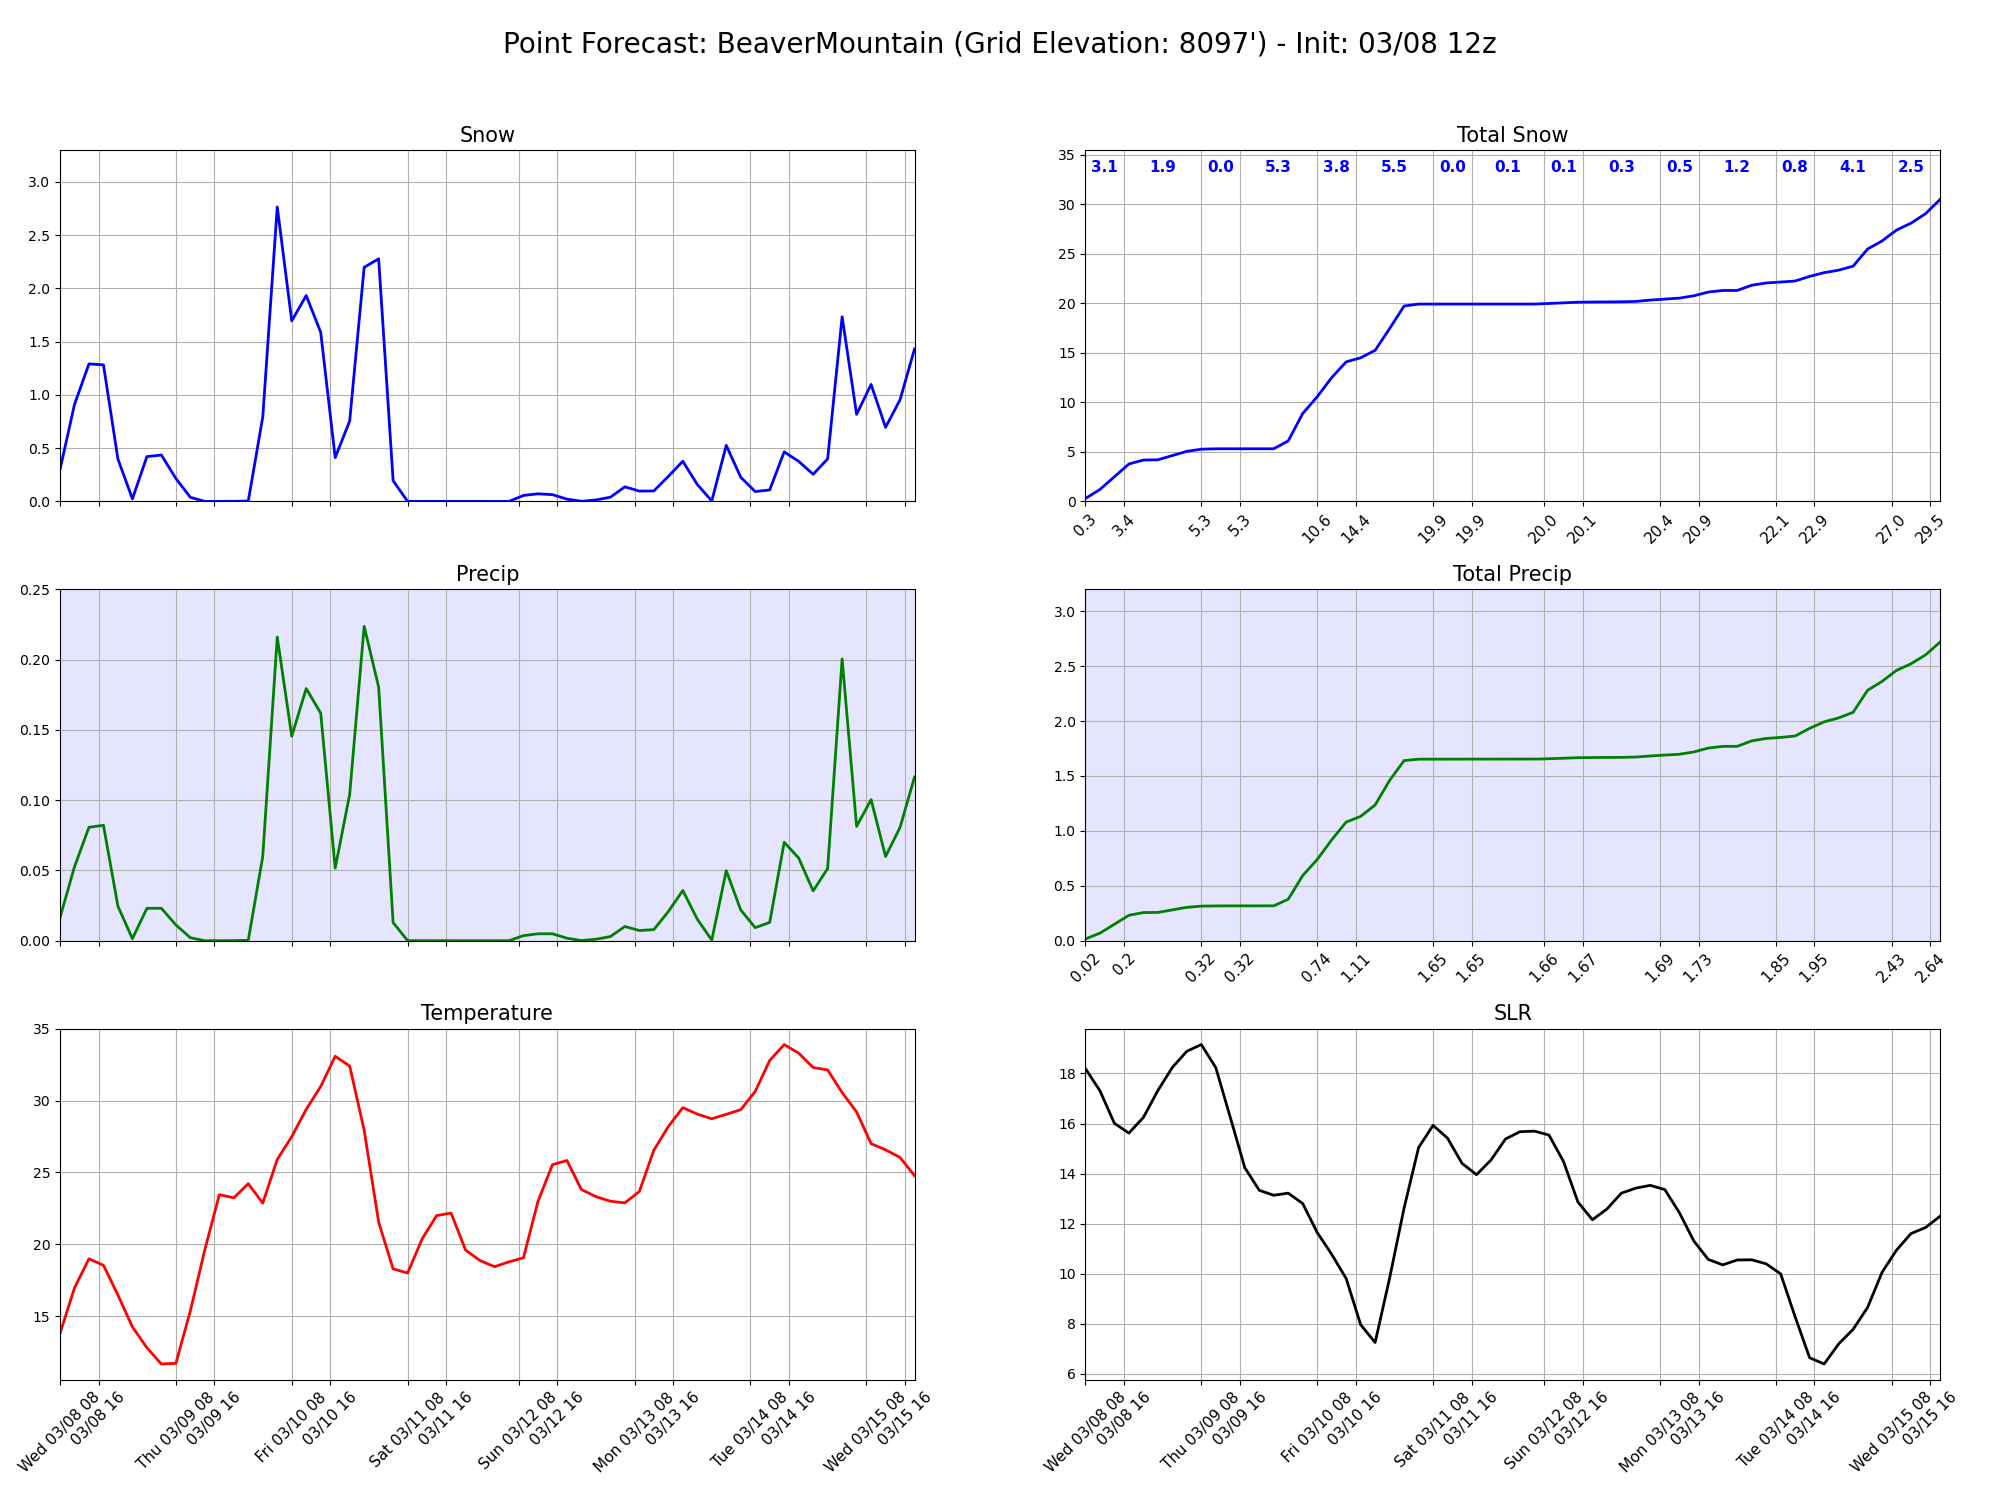 Point Forecast: BeaverMountain (Grid Elevation: 8097') - Init: 03/08 12z
Snow
3.0
2.5
2.0
1.5
1.0
0.5
0.0
Total Snow
35
30
25
20
15
10
5
0
3.1 1.9 0.0 5.3 3.8 5.5 0.0 0.1 0.1 0.3 0.5 1.2 0.8 4.1 2.5
0.3 3.4 5.3 5.3 10.6 14.4 19.9 19.9 20.0 20.1 20.4 20.9 22.1 22.9 27.0 29.5
Precip
0.25
0.20
0.15
0.10
0.05
0.00
Total Precip
3.0
2.5
2.0
1.5
1.0
0.5
0.0
0.02 0.2 0.32 0.32 0.74 1.11 1.65 1.65 1.66 1.67 1.69 1.73 1.85 1.95 2.43 2.64
Temperature
35
30
25
20
15
Wed 03/08 08
03/08 16
Thu 03/09 08
03/09 16
Fri 03/10 08
03/10 16
Sat 03/11 08
03/11 16
Sun 03/12 08
03/12 16
Mon 03/13 08
03/13 16
Tue 03/14 08
03/14 16
Wed 03/15 08
03/15 16
SLR
18
16
14
12
10
8
6
Wed 03/08 08
03/08 16
Thu 03/09 08
03/09 16
Fri 03/10 08
03/10 16
Sat 03/11 08
03/11 16
Sun 03/12 08
03/12 16
Mon 03/13 08
03/13 16
Tue 03/14 08
03/14 16
Wed 03/15 08
03/15 16